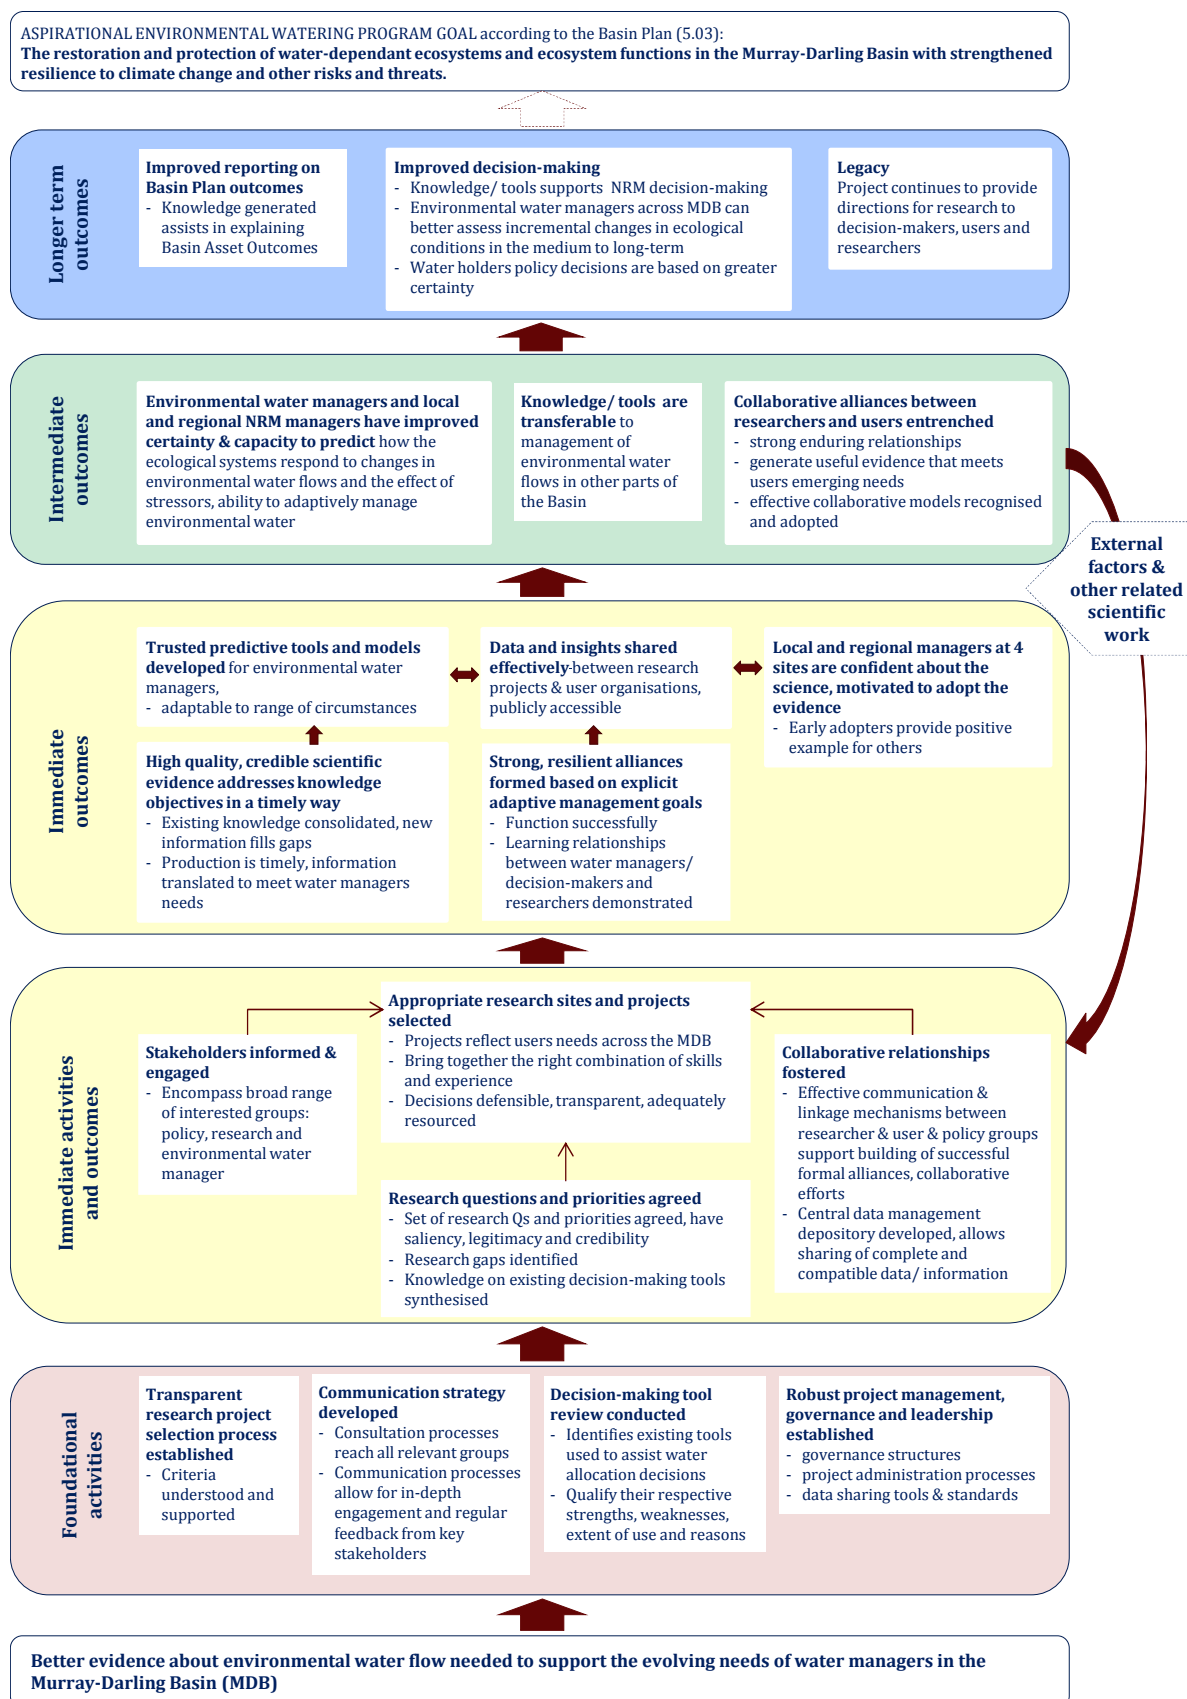 ASPIRATIONAL ENVIRONMENTAL WATERING PROGRAM GOAL according to the Basin Plan (5.03):
The restoration and protection of water-dependant ecosystems and ecosystem functions in the Murray-Darling Basin with strengthened
resilience to climate change and other risks and threats.
Longer term
outcomes
Improved reporting on
Basin Plan outcomes
- Knowledge generated
assists in explaining
Basin Asset Outcomes
Improved decision-making
- Knowledge/ tools supports NRM decision-making
- Environmental water managers across MDB can
better assess incremental changes in ecological
conditions in the medium to long-term
- Water holders policy decisions are based on greater
certainty
Legacy
Project continues to provide
directions for research to
decision-makers, users and
researchers
Intermediate
outcomes
Environmental water managers and local
and regional NRM managers have improved
certainty & capacity to predict how the
ecological systems respond to changes in
environmental water flows and the effect of
stressors, ability to adaptively manage
environmental water
Knowledge/ tools are
transferable to
management of
environmental water
flows in other parts of
the Basin
Collaborative alliances between
researchers and users entrenched
- strong enduring relationships
- generate useful evidence that meets
users emerging needs
- effective collaborative models recognised
and adopted
External
factors &
other related
scientific
work
Immediate
outcomes
Trusted predictive tools and models
developed for environmental water
managers,
- adaptable to range of circumstances
Data and insights shared
effectively-between research
projects & user organisations,
publicly accessible
Local and regional managers at 4
sites are confident about the
science, motivated to adopt the
evidence
- Early adopters provide positive
example for others
High quality, credible scientific
evidence addresses knowledge
objectives in a timely way
- Existing knowledge consolidated, new
information fills gaps
- Production is timely, information
translated to meet water managers
needs
Strong, resilient alliances
formed based on explicit
adaptive management goals
- Function successfully
- Learning relationships
between water managers/
decision-makers and
researchers demonstrated
Immediate activities
and outcomes
Appropriate research sites and projects
selected
- Projects reflect users needs across the MDB
- Bring together the right combination of skills
and experience
- Decisions defensible, transparent, adequately
resourced
Stakeholders informed &
engaged
- Encompass broad range
of interested groups:
policy, research and
environmental water
manager
Collaborative relationships
fostered
- Effective communication &
linkage mechanisms between
researcher & user & policy groups
support building of successful
formal alliances, collaborative
efforts
- Central data management
depository developed, allows
sharing of complete and
compatible data/ information
Research questions and priorities agreed
- Set of research Qs and priorities agreed, have
saliency, legitimacy and credibility
- Research gaps identified
- Knowledge on existing decision-making tools
synthesised
Foundational
activities
Transparent
research project
selection process
established
- Criteria
understood and
supported
Communication strategy
developed
- Consultation processes
reach all relevant groups
- Communication processes
allow for in-depth
engagement and regular
feedback from key
stakeholders
Decision-making tool
review conducted
- Identifies existing tools
used to assist water
allocation decisions
- Qualify their respective
strengths, weaknesses,
extent of use and reasons
Robust project management,
governance and leadership
established
- governance structures
- project administration processes
- data sharing tools & standards
Better evidence about environmental water flow needed to support the evolving needs of water managers in the
Murray-Darling Basin (MDB)